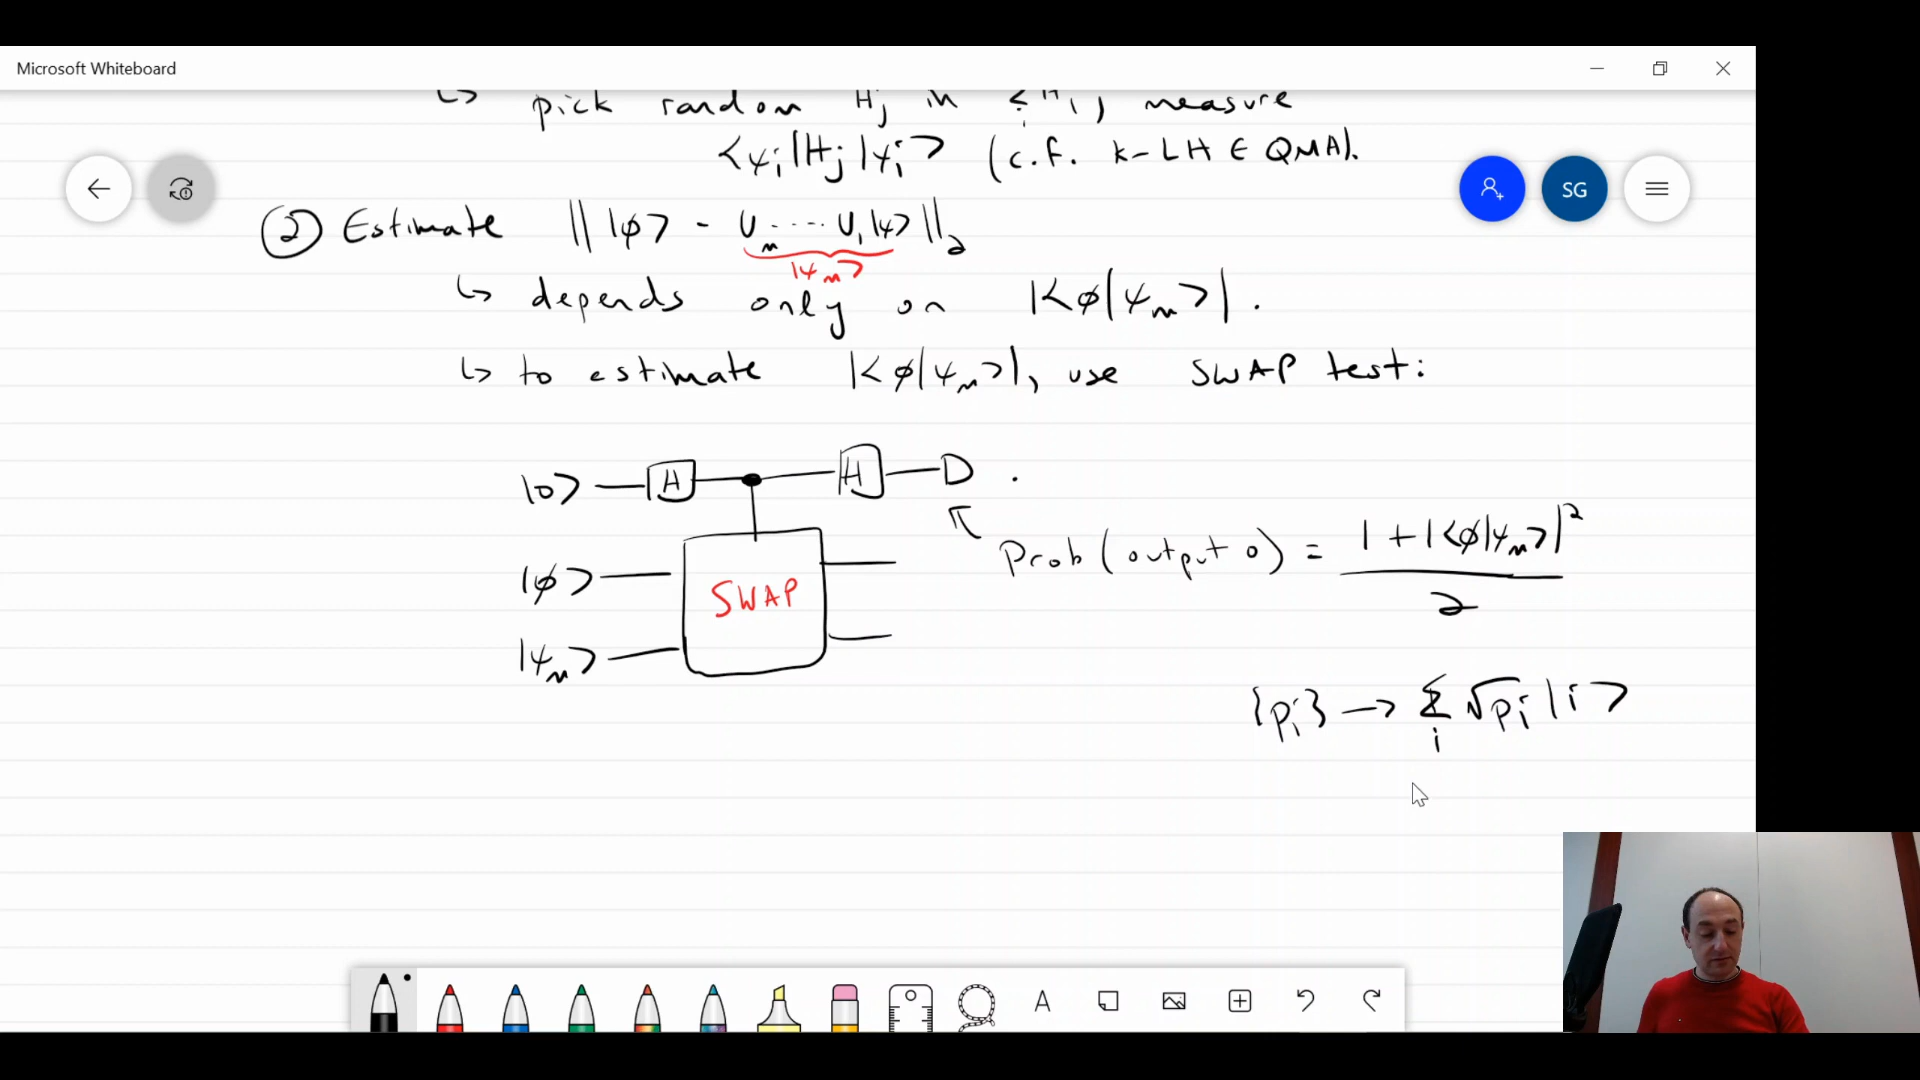 Microsoft Whiteboard
↳ pick random Hj in {Hi}, measure
<ψi|Hj|ψi> (c.f. k-LH ∈ QMA).
② Estimate || |φ> - Um ... U1|ψ> ||2
|ψm>
↳ depends only on |<φ|ψm>|.
↳ to estimate |<φ|ψm>|, use SWAP test:
SG
|0> H H
Prob(output 0) = 1 + |<φ|ψm>|² / 2
|φ>
SWAP
|ψm>
{pi} → Σi √pi |i>
A